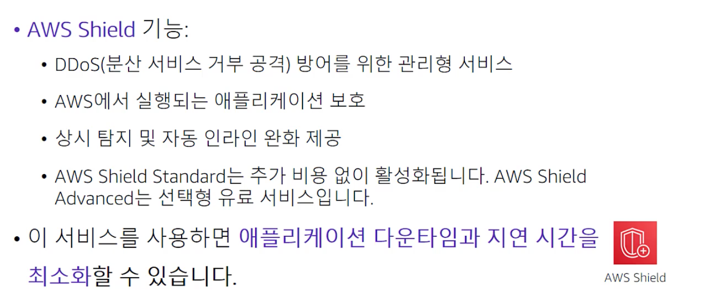 • AWS Shield 기능:
• DDoS(분산 서비스 거부 공격) 방어를 위한 관리형 서비스
• AWS에서 실행되는 애플리케이션 보호
• 상시 탐지 및 자동 인라인 완화 제공
• AWS Shield Standard는 추가 비용 없이 활성화됩니다. AWS Shield
Advanced는 선택형 유료 서비스입니다.
• 이 서비스를 사용하면 애플리케이션 다운타임과 지연 시간을
최소화할 수 있습니다.
AWS Shield